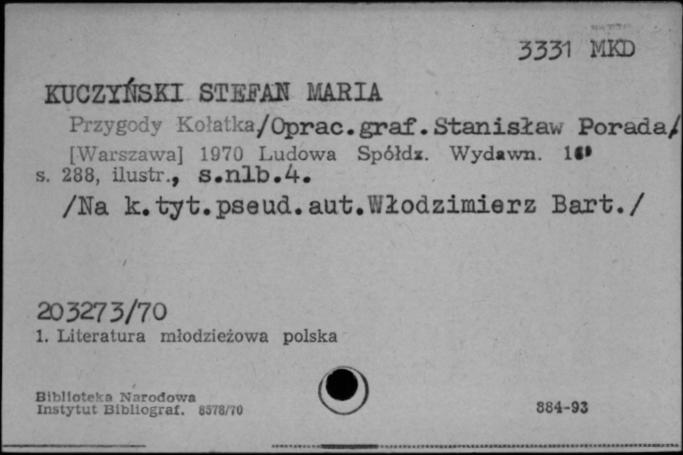 3331 MKD
KUCZYŃSKI STEFAN MARIA
Przygody Kołatka/Oprac.graf.Stanisław Porada/
[Warszawa] 1970 Ludowa Spółdz. Wydawn.
s. 288, ilustr., s.nlb.4.
/Na k.tyt.pseud.aut.Włodzimierz Bart./
203273/70
1. Literatura młodzieżowa polska
Biblioteka Narodowa
Instytut Bibliograf. 8378/70
884-93